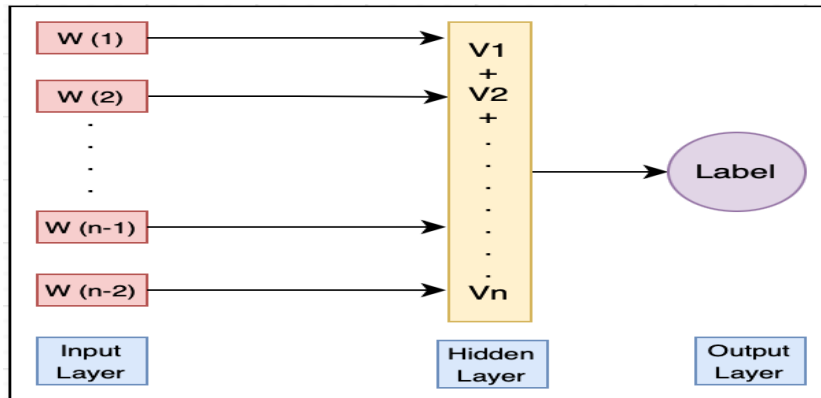 W (1)
W (2)
.
.
.
.
W (n-1)
W (n-2)
V1
+
V2
+
.
.
.
.
.
.
.
Vn
Label
Input
Layer
Hidden
Layer
Output
Layer